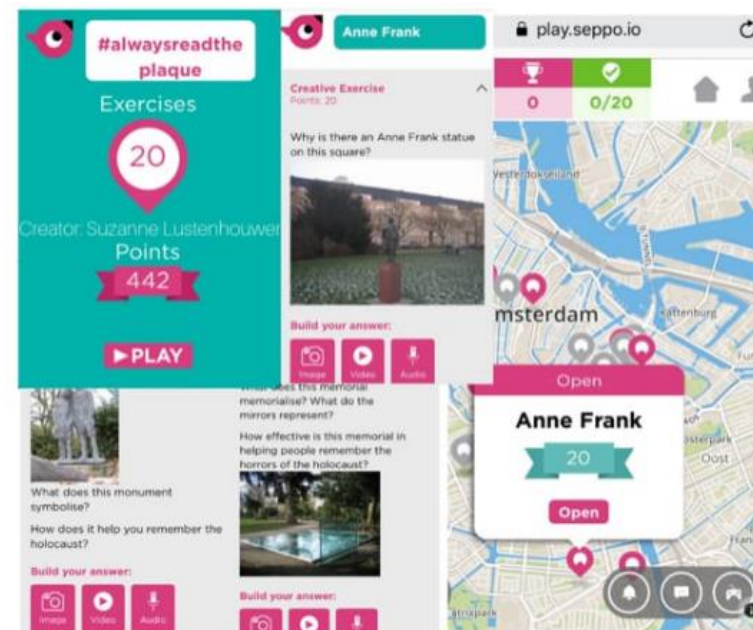 #alwaysreadthe
plaque
Exercises
20
Creator: Suzanne Lustenhouwer
Points
442
PLAY
Anne Frank
Creative Exercise
Points: 20
Why is there an Anne Frank statue
on this square?
Build your answer:
Image
Video
Audio
play.seppo.io
0
0/20
Westerdokseiland
IJ-TUNNEL
msterdam
Kattenburg
Open
Anne Frank
20
Open
Oost
What does this monument
symbolise?
How does it help you remember the
holocaust?
Build your answer:
Image
Video
Audio
What does this memorial
memorialise? What do the
mirrors represent?
How effective is this memorial in
helping people remember the
horrors of the holocaust?
Build your answer: